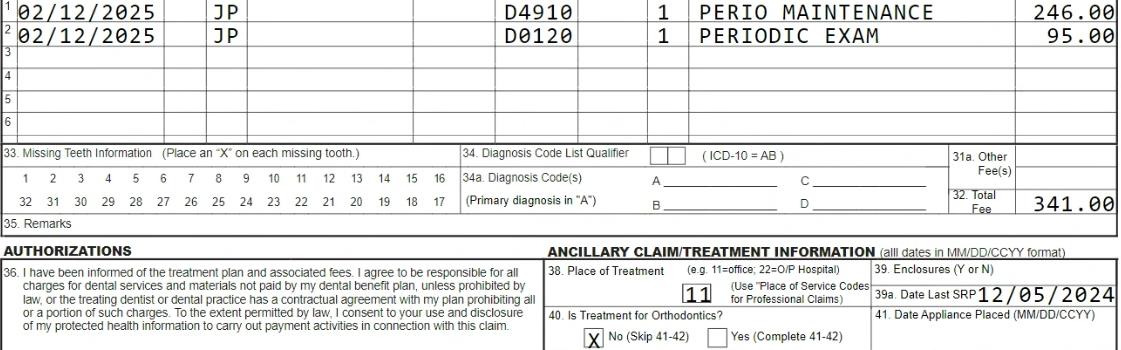 1 02/12/2025 JP D4910 1 PERIO MAINTENANCE 246.00
2 02/12/2025 JP D0120 1 PERIODIC EXAM 95.00
3
4
5
6
33. Missing Teeth Information (Place an “X” on each missing tooth.)
1 2 3 4 5 6 7 8 9 10 11 12 13 14 15 16
32 31 30 29 28 27 26 25 24 23 22 21 20 19 18 17
34. Diagnosis Code List Qualifier ( ICD-10 = AB )
34a. Diagnosis Code(s) A C
(Primary diagnosis in “A”) B D
31a. Other
Fee(s)
32. Total
Fee 341.00
35. Remarks
AUTHORIZATIONS
36. I have been informed of the treatment plan and associated fees. I agree to be responsible for all
charges for dental services and materials not paid by my dental benefit plan, unless prohibited by
law, or the treating dentist or dental practice has a contractual agreement with my plan prohibiting all
or a portion of such charges. To the extent permitted by law, I consent to your use and disclosure
of my protected health information to carry out payment activities in connection with this claim.
ANCILLARY CLAIM/TREATMENT INFORMATION (alll dates in MM/DD/CCYY format)
38. Place of Treatment (e.g. 11=office; 22=O/P Hospital)
11 (Use "Place of Service Codes
for Professional Claims)
39. Enclosures (Y or N)
39a. Date Last SRP 12/05/2024
40. Is Treatment for Orthodontics?
X No (Skip 41-42) Yes (Complete 41-42)
41. Date Appliance Placed (MM/DD/CCYY)